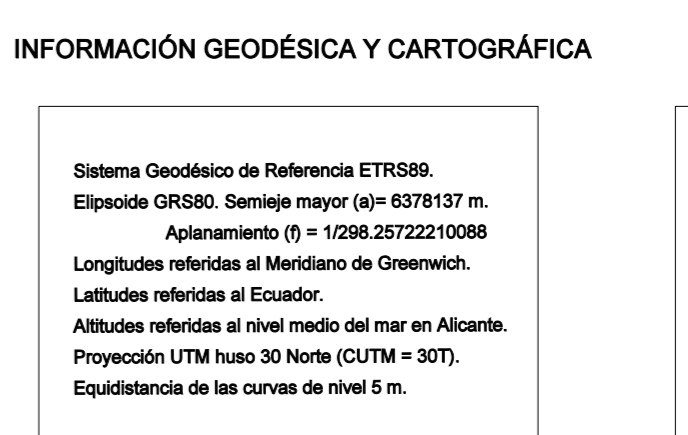 INFORMACIÓN GEODÉSICA Y CARTOGRÁFICA
Sistema Geodésico de Referencia ETRS89.
Elipsoide GRS80. Semieje mayor (a)= 6378137 m.
Aplanamiento (f) = 1/298.25722210088
Longitudes referidas al Meridiano de Greenwich.
Latitudes referidas al Ecuador.
Altitudes referidas al nivel medio del mar en Alicante.
Proyección UTM huso 30 Norte (CUTM = 30T).
Equidistancia de las curvas de nivel 5 m.